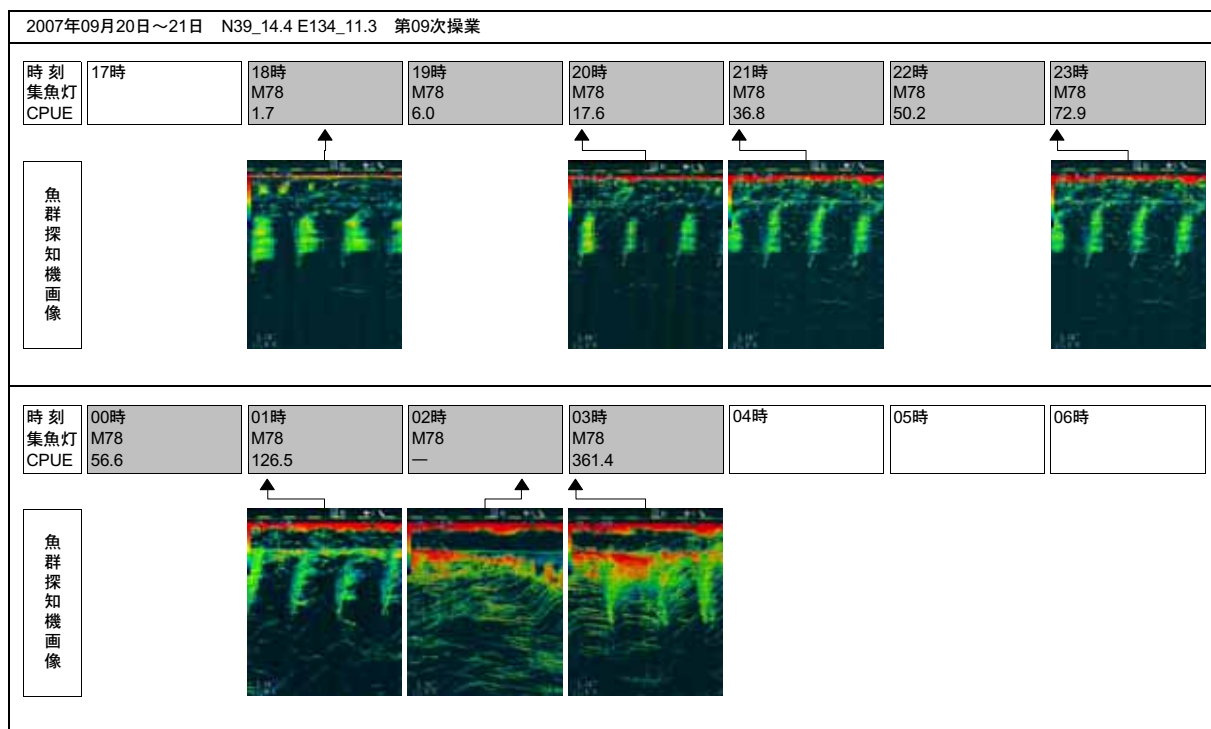 2007年09月20日～21日 N39_14.4 E134_11.3 第09次操業
時刻 17時 18時 19時 20時 21時 22時 23時
集魚灯 M78 M78 M78 M78 M78 M78
CPUE 1.7 6.0 17.6 36.8 50.2 72.9
魚群探知機画像
時刻 00時 01時 02時 03時 04時 05時 06時
集魚灯 M78 M78 M78 M78
CPUE 56.6 126.5 — 361.4
魚群探知機画像